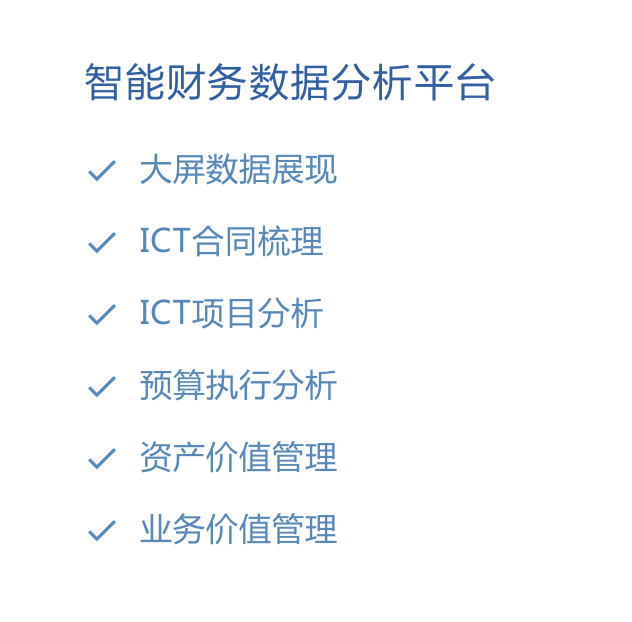 智能财务数据分析平台
大屏数据展现
ICT合同梳理
ICT项目分析
预算执行分析
资产价值管理
业务价值管理